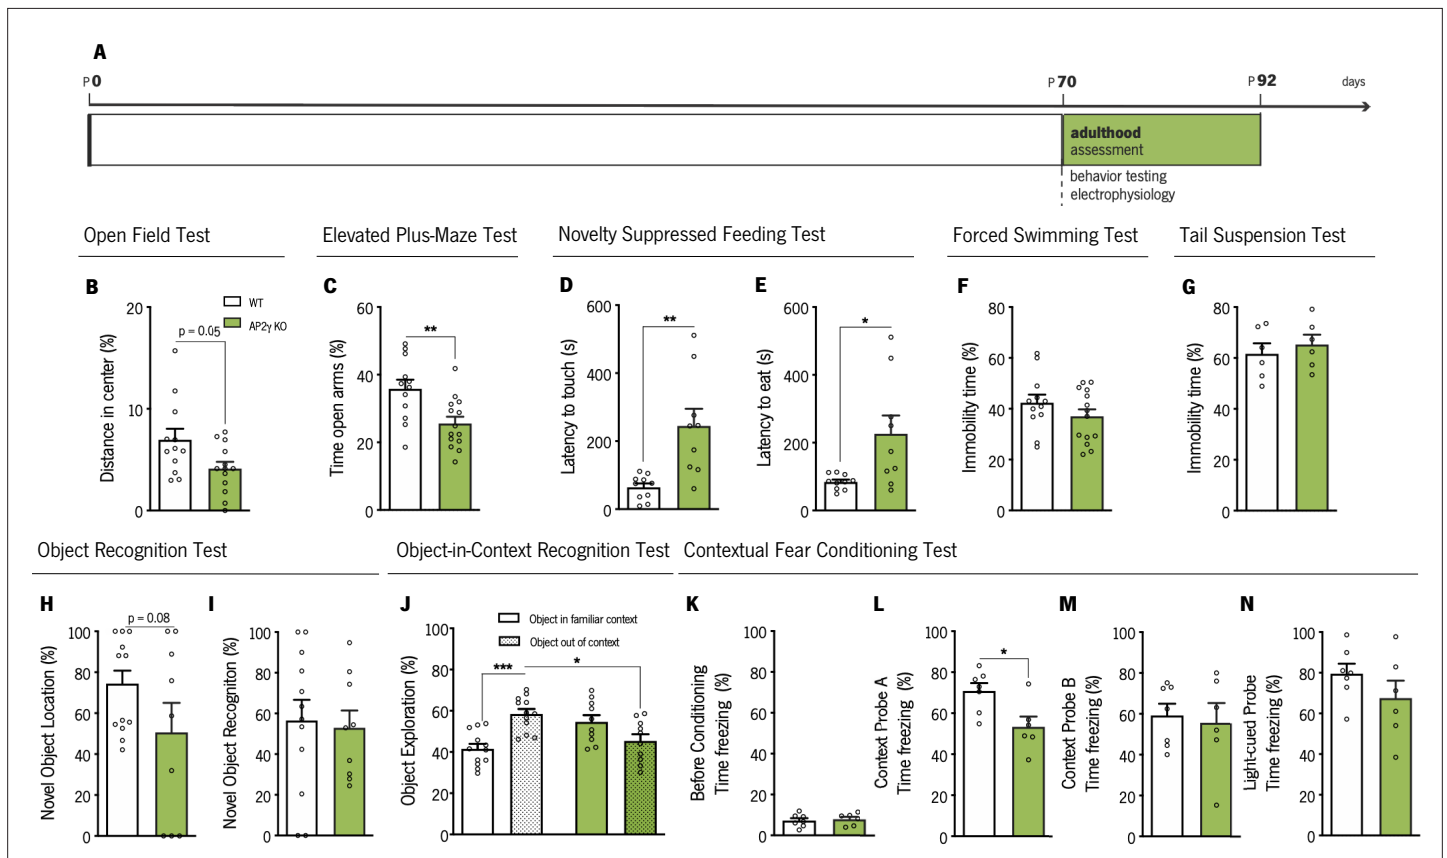 A
P 0
P 70
P 92
days
adulthood
assessment
behavior testing
electrophysiology
Open Field Test
Elevated Plus-Maze Test
Novelty Suppressed Feeding Test
Forced Swimming Test
Tail Suspension Test
B
Distance in center (%)
20
10
0
p = 0.05
WT
AP2γ KO
C
Time open arms (%)
60
40
20
0
**
D
Latency to touch (s)
600
400
200
0
**
E
Latency to eat (s)
600
400
200
0
*
F
Immobility time (%)
80
60
40
20
0
G
Immobility time (%)
80
60
40
20
0
Object Recognition Test
Object-in-Context Recognition Test
Contextual Fear Conditioning Test
H
Novel Object Location (%)
100
80
60
40
20
0
p = 0.08
I
Novel Object Recogniton (%)
100
80
60
40
20
0
J
Object Exploration (%)
100
80
60
40
20
0
Object in familiar context
Object out of context
***
*
K
Before Conditioning
Time freezing (%)
100
80
60
40
20
0
L
Context Probe A
Time freezing (%)
100
80
60
40
20
0
*
M
Context Probe B
Time freezing (%)
100
80
60
40
20
0
N
Light-cued Probe
Time freezing (%)
100
80
60
40
20
0